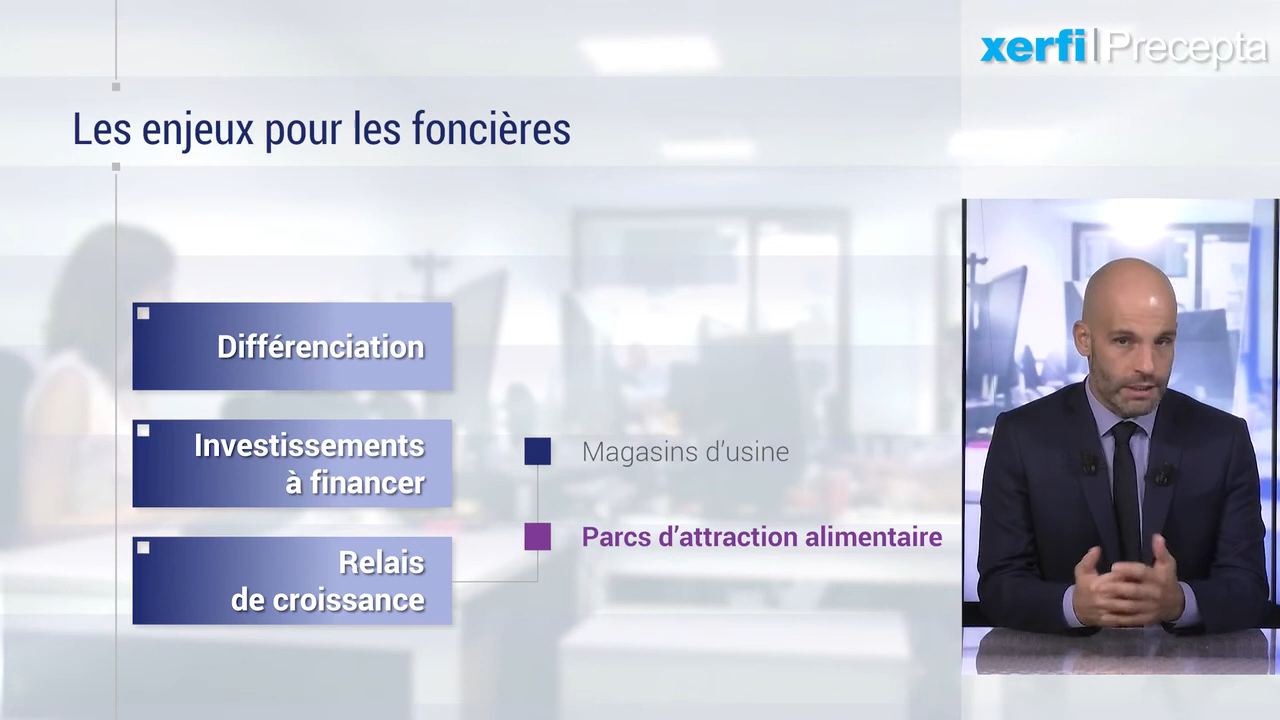 xerfi|Precepta
Les enjeux pour les foncières
Différenciation
Investissements
à financer
Magasins d'usine
Parcs d'attraction alimentaire
Relais
de croissance